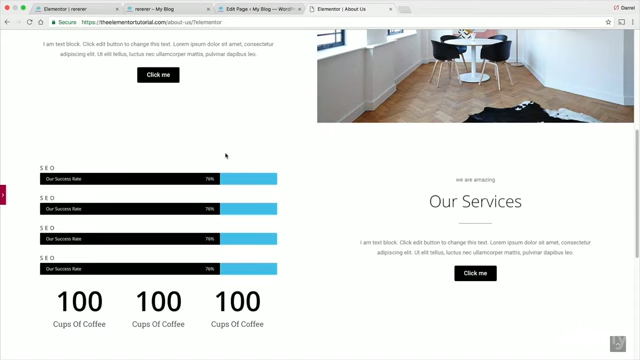 Elementor | rerer
rererer – My Blog
Edit Page ‹ My Blog — WordPr
Elementor | About Us
Darrel
Secure
https://theelementortutorial.com/about-us/?elementor
I am text block. Click edit button to change this text. Lorem ipsum dolor sit amet, consectetur
adipiscing elit. Ut elit tellus, luctus nec ullamcorper mattis, pulvinar dapibus leo.
Click me
SEO
Our Success Rate 76%
SEO
Our Success Rate 76%
SEO
Our Success Rate 76%
SEO
Our Success Rate 76%
100 100 100
Cups Of Coffee Cups Of Coffee Cups Of Coffee
we are amazing
Our Services
I am text block. Click edit button to change this text. Lorem ipsum dolor sit amet, consectetur
adipiscing elit. Ut elit tellus, luctus nec ullamcorper mattis, pulvinar dapibus leo.
Click me